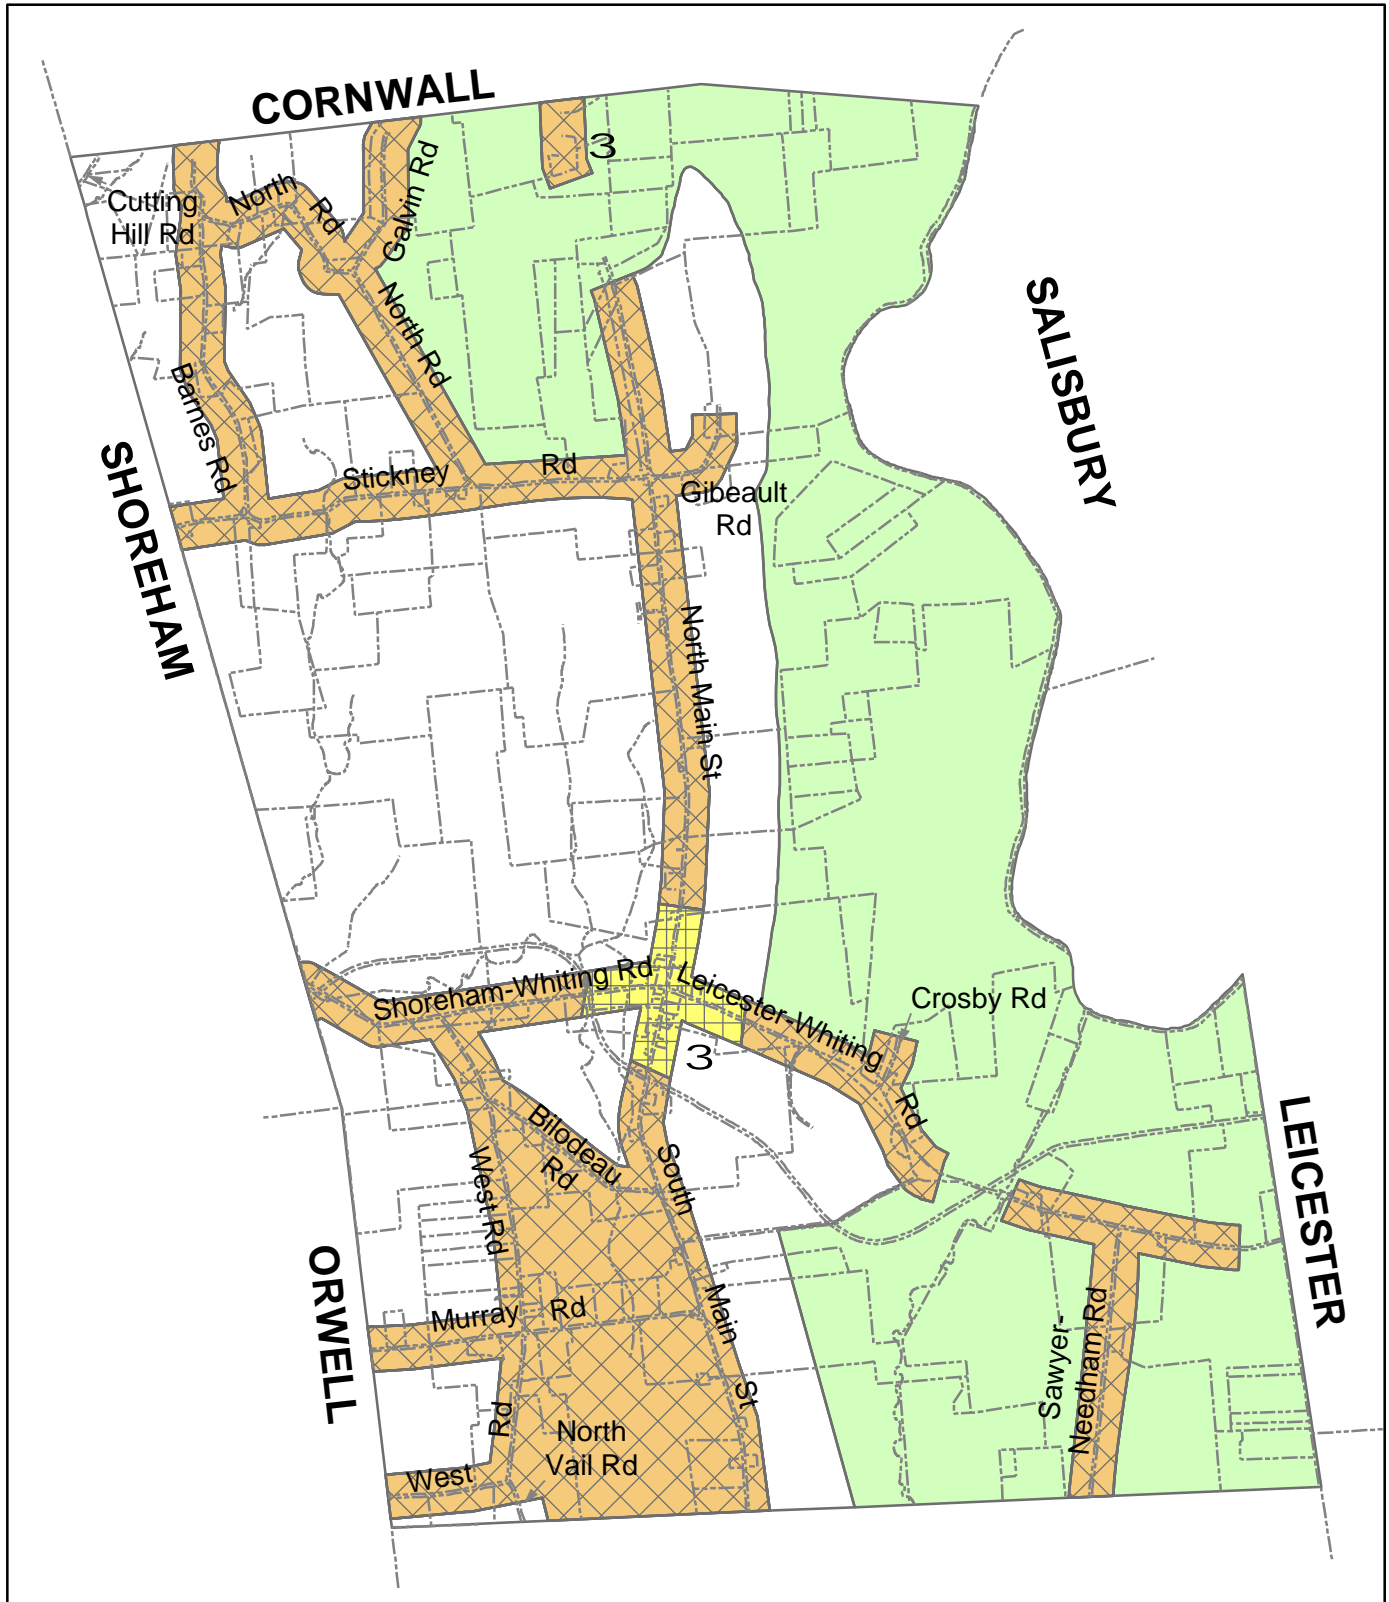 CORNWALL
3
Cutting
Hill Rd
North
Rd
Galvin Rd
North Rd
SALISBURY
Barnes Rd
SHOREHAM
Stickney
Rd
Gibeault
Rd
North Main St
Shoreham-Whiting Rd
Leicester-Whiting
Rd
Crosby Rd
3
Bilodeau
Rd
South
Main
St
West Rd
LEICESTER
ORWELL
Murray
Rd
Sawyer-
Needham Rd
North
Vail Rd
Rd
West